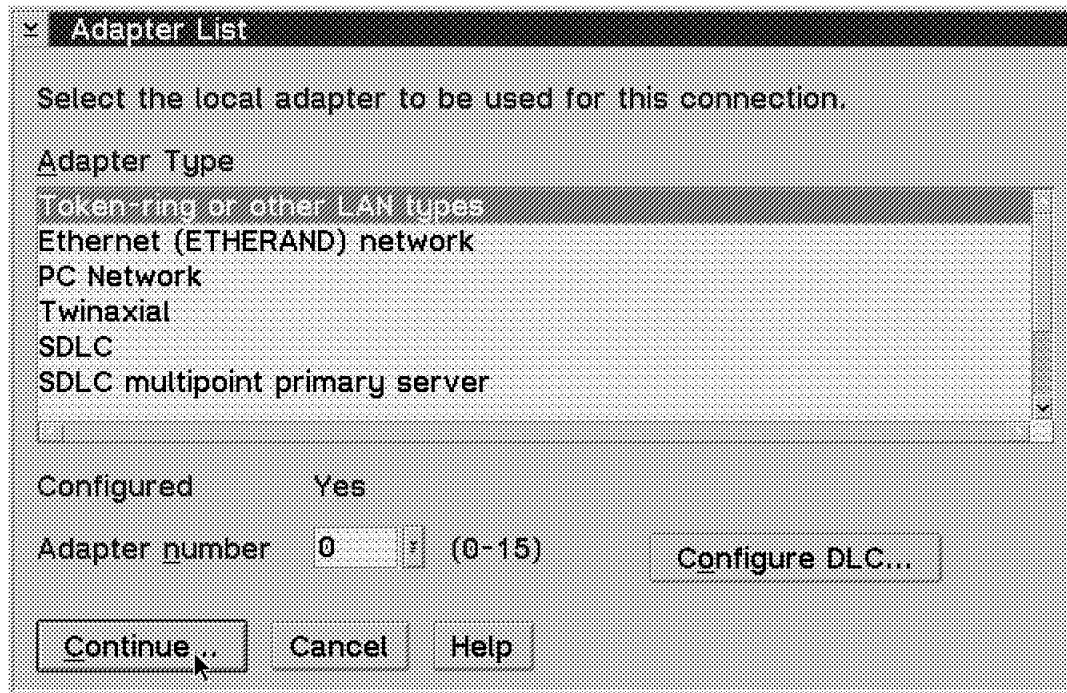 Adapter List
Select the local adapter to be used for this connection.
Adapter Type
Token-ring or other LAN types
Ethernet (ETHERAND) network
PC Network
Twinaxial
SDLC
SDLC multipoint primary server
Configured Yes
Adapter number 0 (0-15) Configure DLC...
Continue... Cancel Help